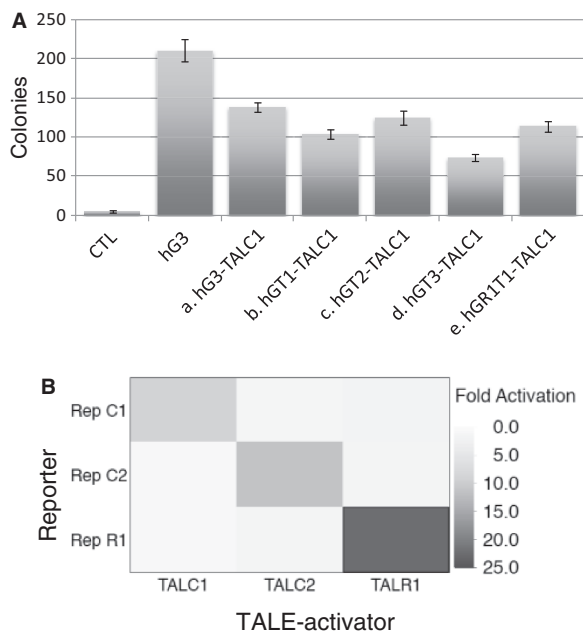 A
Colonies
250
200
150
100
50
0
CTL
hG3
a. hG3-TALC1
b. hGT1-TALC1
c. hGT2-TALC1
d. hGT3-TALC1
e. hGR1T1-TALC1
B
Reporter
Rep C1
Rep C2
Rep R1
TALC1
TALC2
TALR1
TALE-activator
Fold Activation
0.0
5.0
10.0
15.0
20.0
25.0